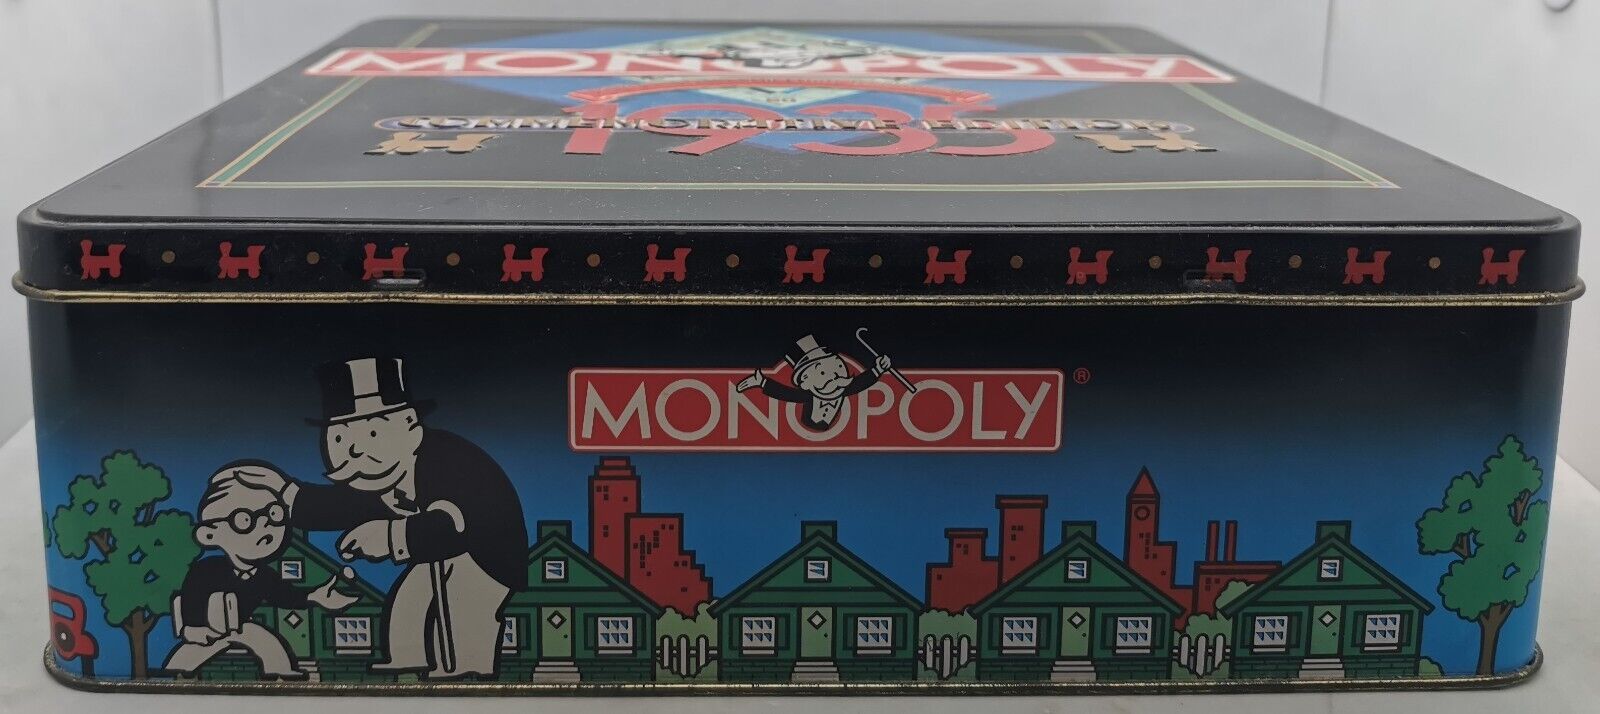 MONOPOLY
1935
COMMEMORATIVE EDITION
MONOPOLY ®